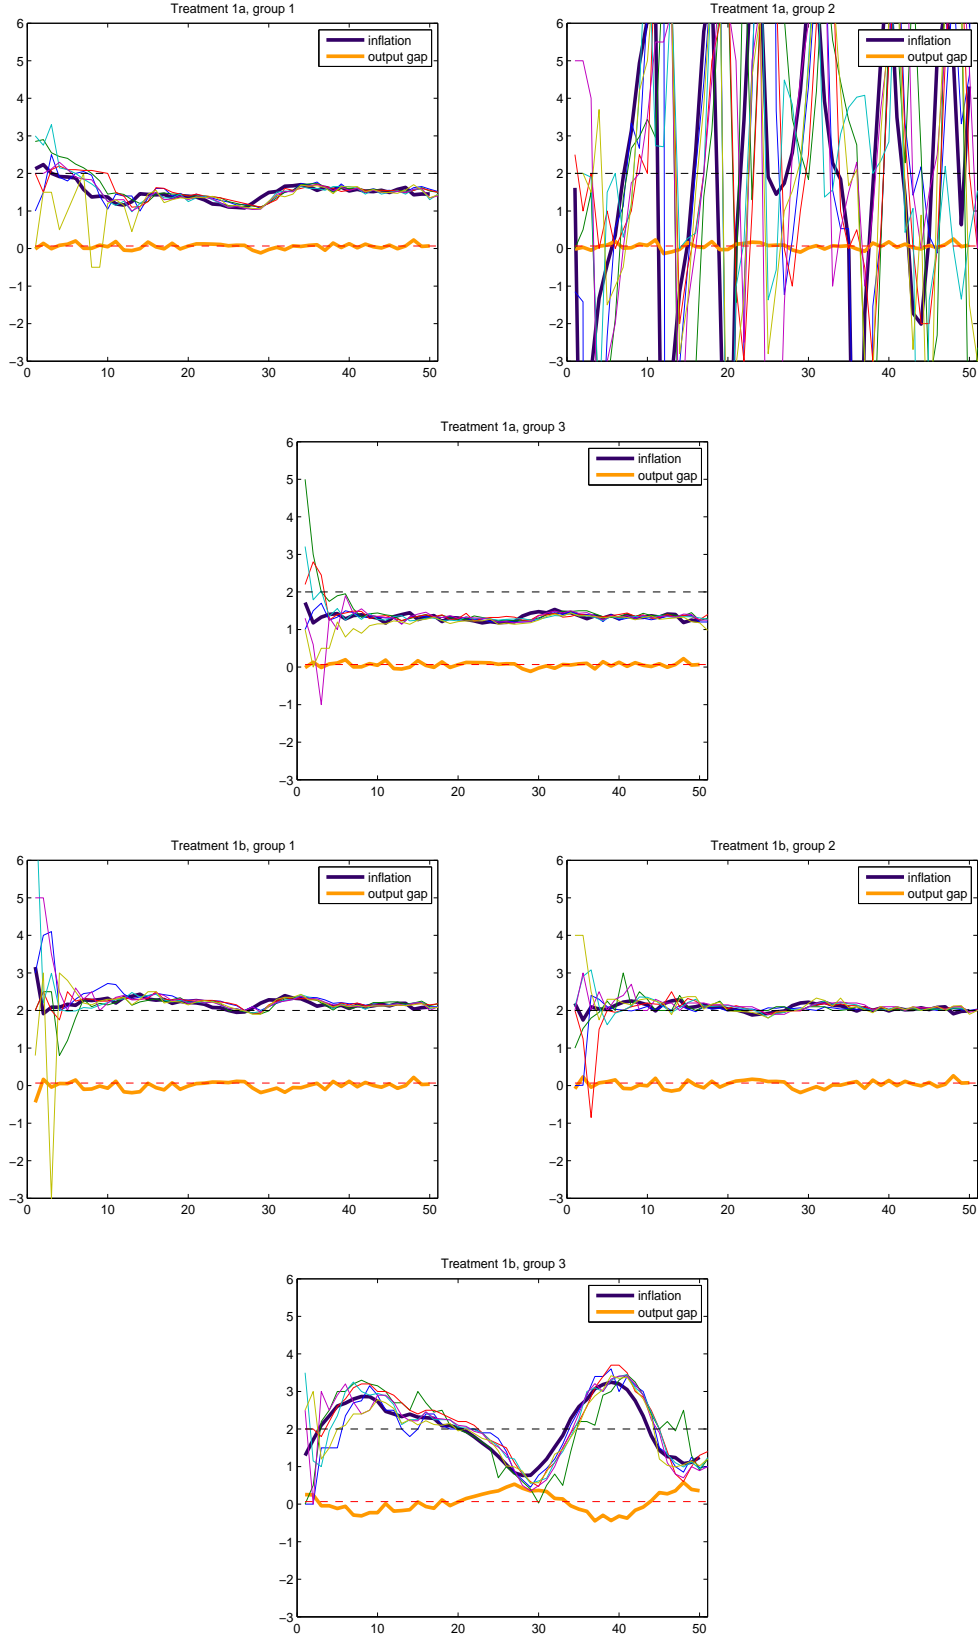 Treatment 1a, group 1
inflation
output gap
6
5
4
3
2
1
0
−1
−2
−3
0 10 20 30 40 50
Treatment 1a, group 2
inflation
output gap
6
5
4
3
2
1
0
−1
−2
−3
0 10 20 30 40 50
Treatment 1a, group 3
inflation
output gap
6
5
4
3
2
1
0
−1
−2
−3
0 10 20 30 40 50
Treatment 1b, group 1
inflation
output gap
6
5
4
3
2
1
0
−1
−2
−3
0 10 20 30 40 50
Treatment 1b, group 2
inflation
output gap
6
5
4
3
2
1
0
−1
−2
−3
0 10 20 30 40 50
Treatment 1b, group 3
inflation
output gap
6
5
4
3
2
1
0
−1
−2
−3
0 10 20 30 40 50